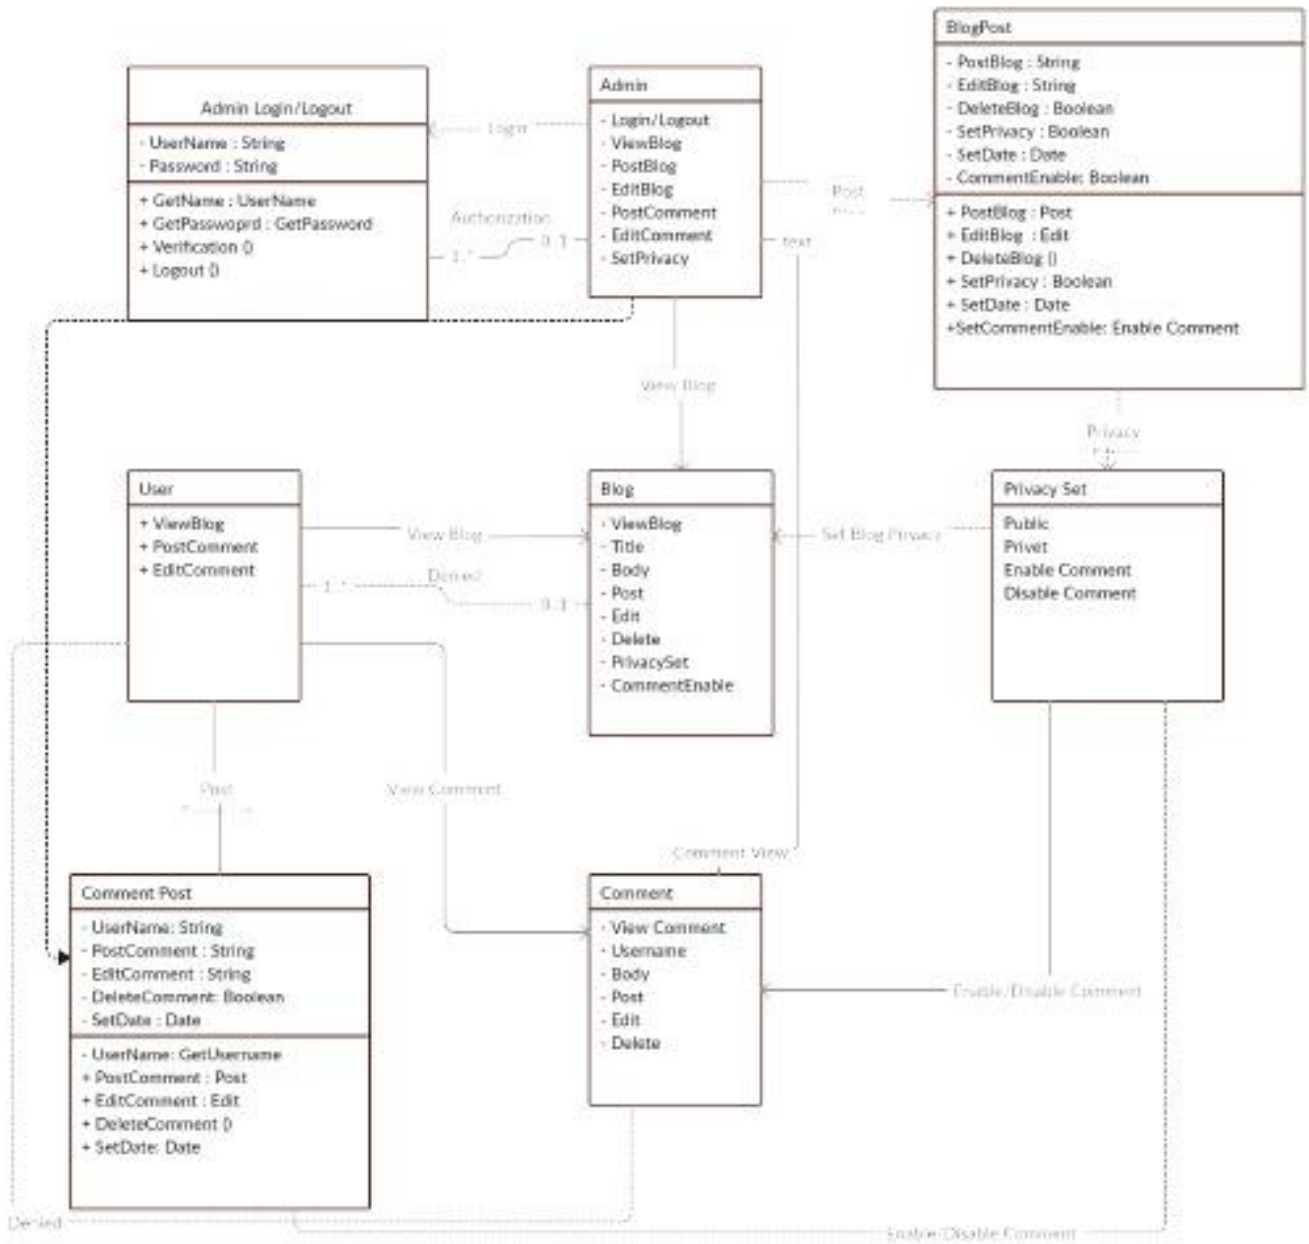 BlogPost
- PostBlog : String
- EditBlog : String
- DeleteBlog : Boolean
- SetPrivacy : Boolean
- SetDate : Date
- CommentEnable: Boolean
+ PostBlog : Post
+ EditBlog : Edit
+ DeleteBlog ()
+ SetPrivacy : Boolean
+ SetDate : Date
+SetCommentEnable: Enable Comment
Admin Login/Logout
- UserName : String
- Password : String
+ GetName : UserName
+ GetPasswoprd : GetPassword
+ Verification ()
+ Logout ()
Login
Authorization
1..*
0..1
Admin
- Login/Logout
- ViewBlog
- PostBlog
- EditBlog
- PostComment
- EditComment
- SetPrivacy
Post
text
View Blog
Privacy
User
+ ViewBlog
+ PostComment
+ EditComment
View Blog
Denied
1..*
0..1
Blog
- ViewBlog
- Title
- Body
- Post
- Edit
- Delete
- PrivacySet
- CommentEnable
Set Blog Privacy
Privacy Set
Public
Privet
Enable Comment
Disable Comment
Post
View Comment
Comment View
Comment Post
- UserName: String
- PostComment : String
- EditComment : String
- DeleteComment: Boolean
- SetDate : Date
- UserName: GetUsername
+ PostComment : Post
+ EditComment : Edit
+ DeleteComment ()
+ SetDate: Date
Comment
- View Comment
- Username
- Body
- Post
- Edit
- Delete
Enable/Disable Comment
Denied
Enable/Disable Comment